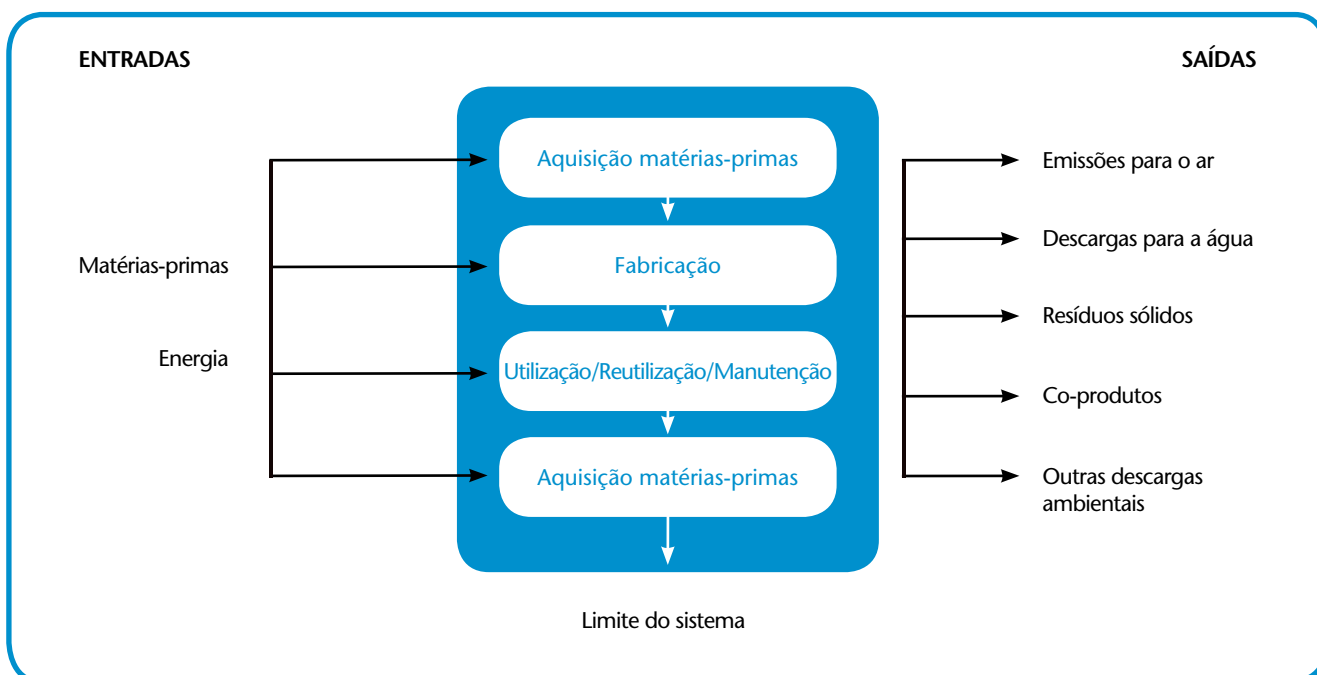 ENTRADAS
SAÍDAS
Matérias-primas
Energia
Aquisição matérias-primas
Fabricação
Utilização/Reutilização/Manutenção
Aquisição matérias-primas
Emissões para o ar
Descargas para a água
Resíduos sólidos
Co-produtos
Outras descargas
ambientais
Limite do sistema